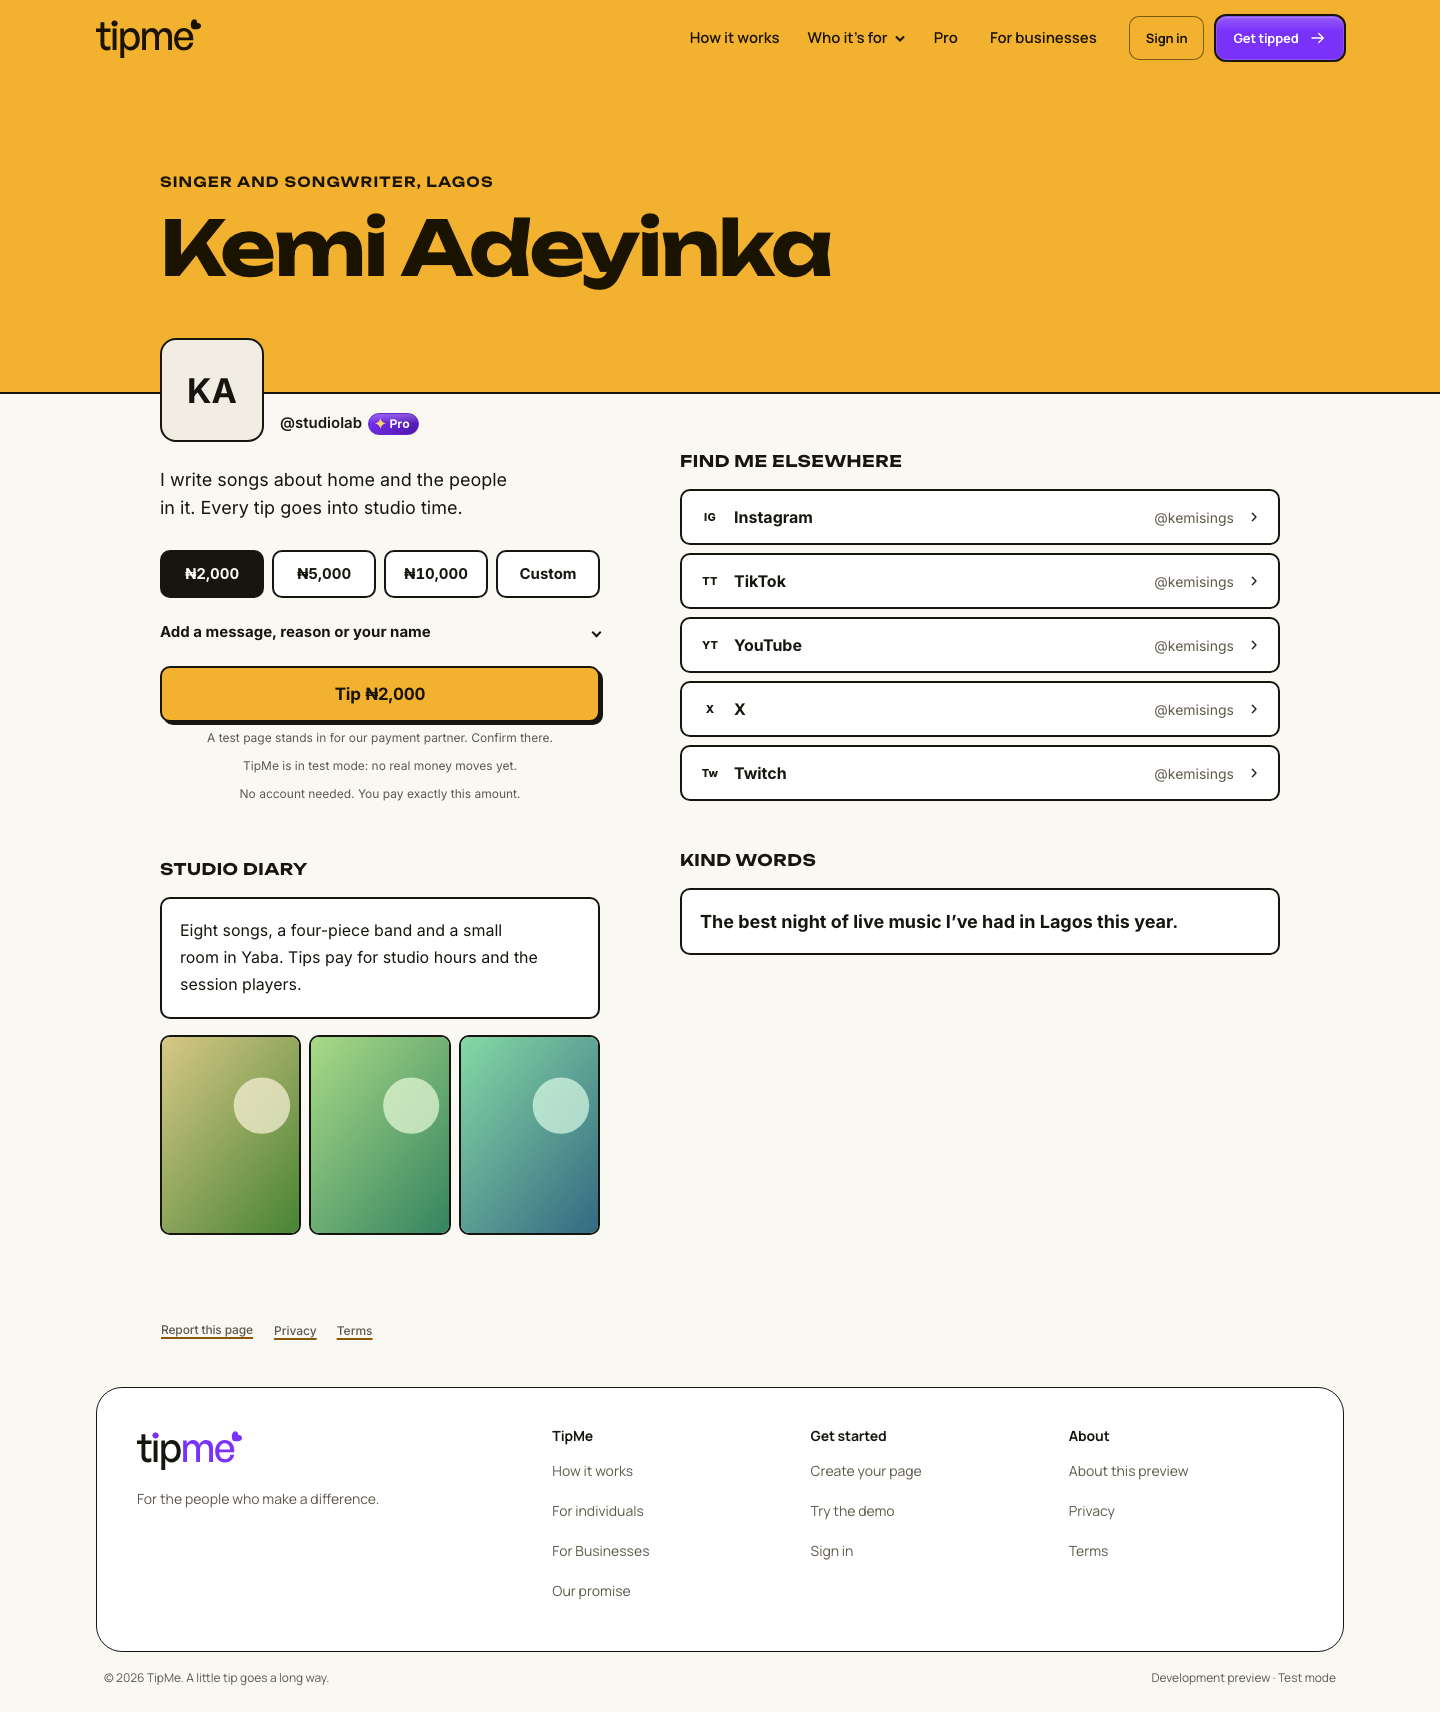 tipme
How it works
Who it's for
Pro
For businesses
Sign in
Get tipped
SINGER AND SONGWRITER, LAGOS
Kemi Adeyinka
KA
@studiolab
Pro
I write songs about home and the people
in it. Every tip goes into studio time.
₦2,000
₦5,000
₦10,000
Custom
Add a message, reason or your name
Tip ₦2,000
A test page stands in for our payment partner. Confirm there.
TipMe is in test mode: no real money moves yet.
No account needed. You pay exactly this amount.
STUDIO DIARY
Eight songs, a four-piece band and a small
room in Yaba. Tips pay for studio hours and the
session players.
FIND ME ELSEWHERE
IG Instagram @kemisings
TT TikTok @kemisings
YT YouTube @kemisings
X X @kemisings
Tw Twitch @kemisings
KIND WORDS
The best night of live music I’ve had in Lagos this year.
Report this page
Privacy
Terms
tipme
For the people who make a difference.
TipMe
How it works
For individuals
For Businesses
Our promise
Get started
Create your page
Try the demo
Sign in
About
About this preview
Privacy
Terms
© 2026 TipMe. A little tip goes a long way.
Development preview · Test mode